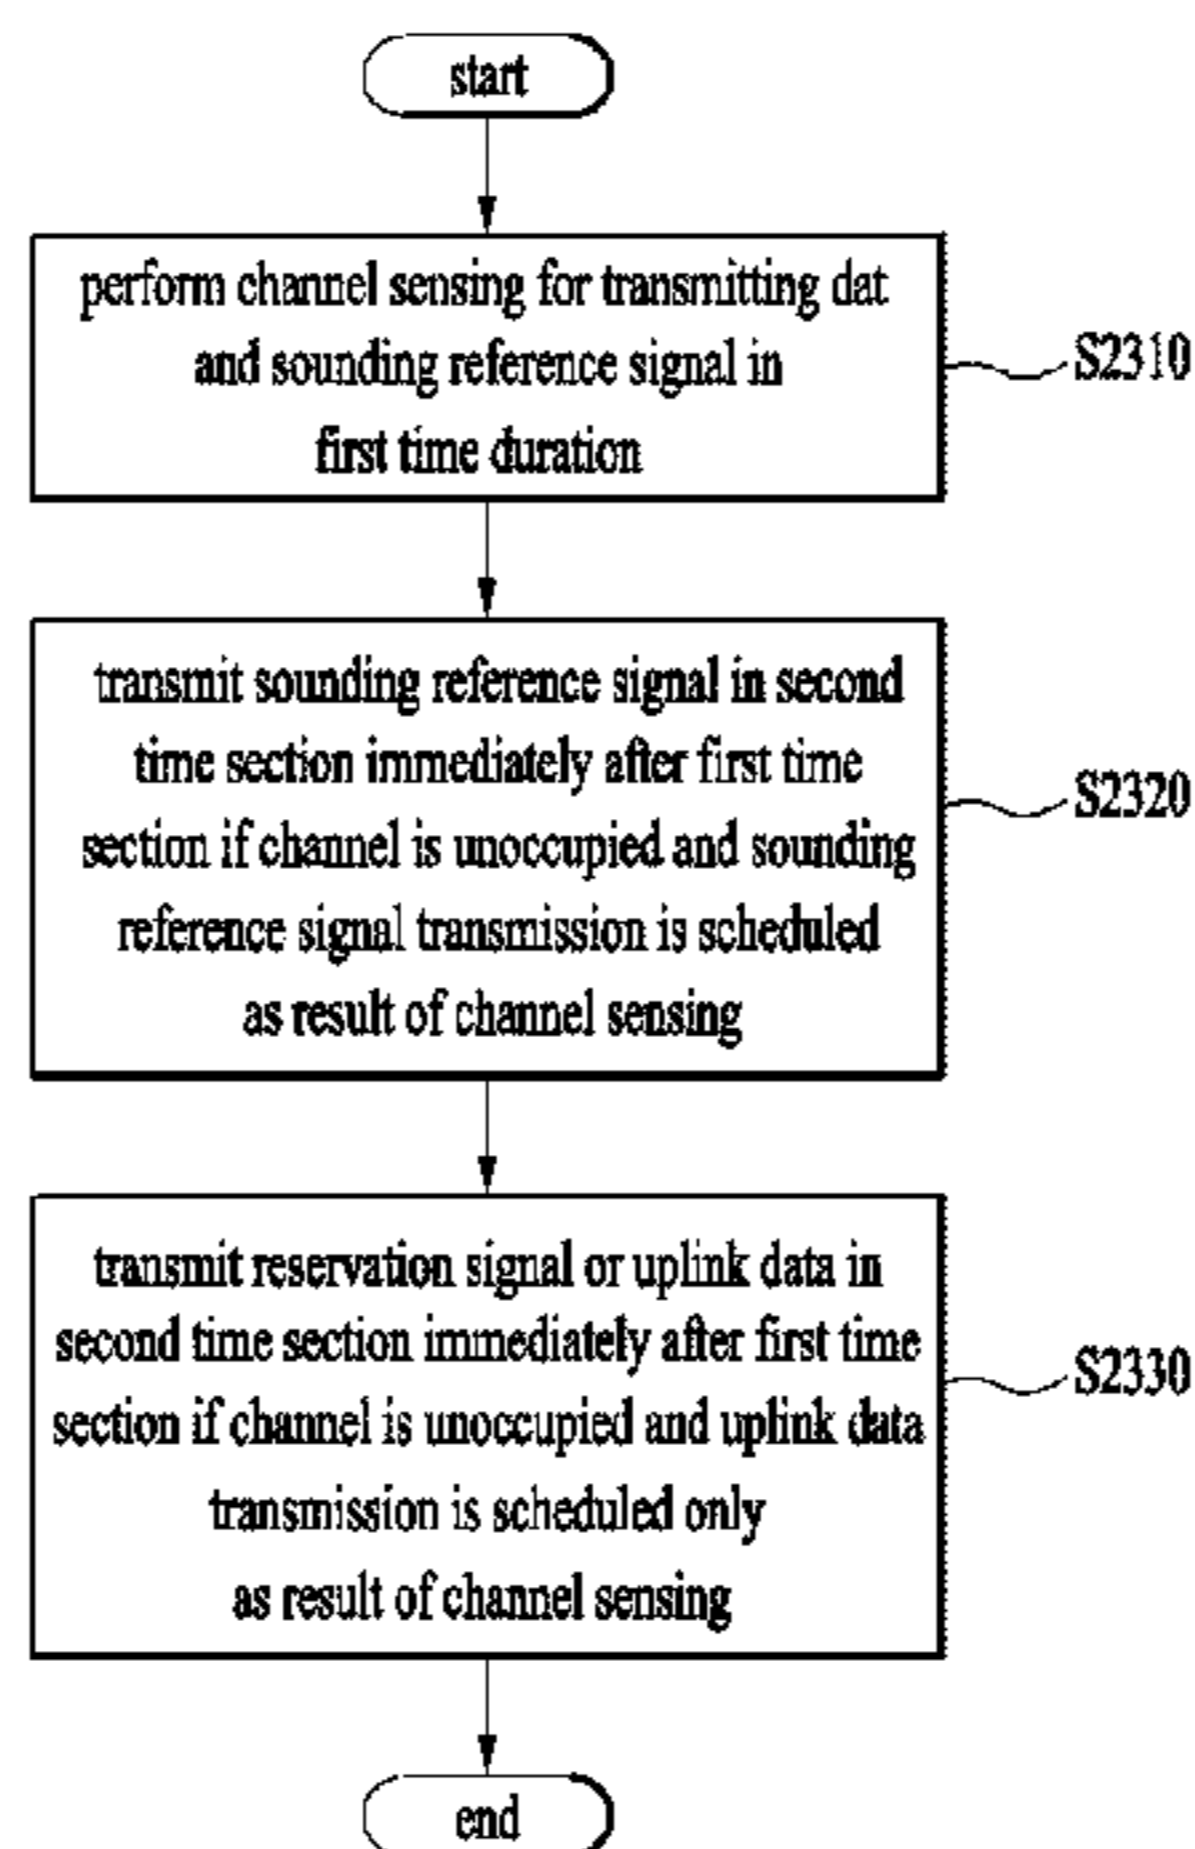 start
perform channel sensing for transmitting dat
and sounding reference signal in
first time duration
S2310
transmit sounding reference signal in second
time section immediately after first time
section if channel is unoccupied and sounding
reference signal transmission is scheduled
as result of channel sensing
S2320
transmit reservation signal or uplink data in
second time section immediately after first time
section if channel is unoccupied and uplink data
transmission is scheduled only
as result of channel sensing
S2330
end